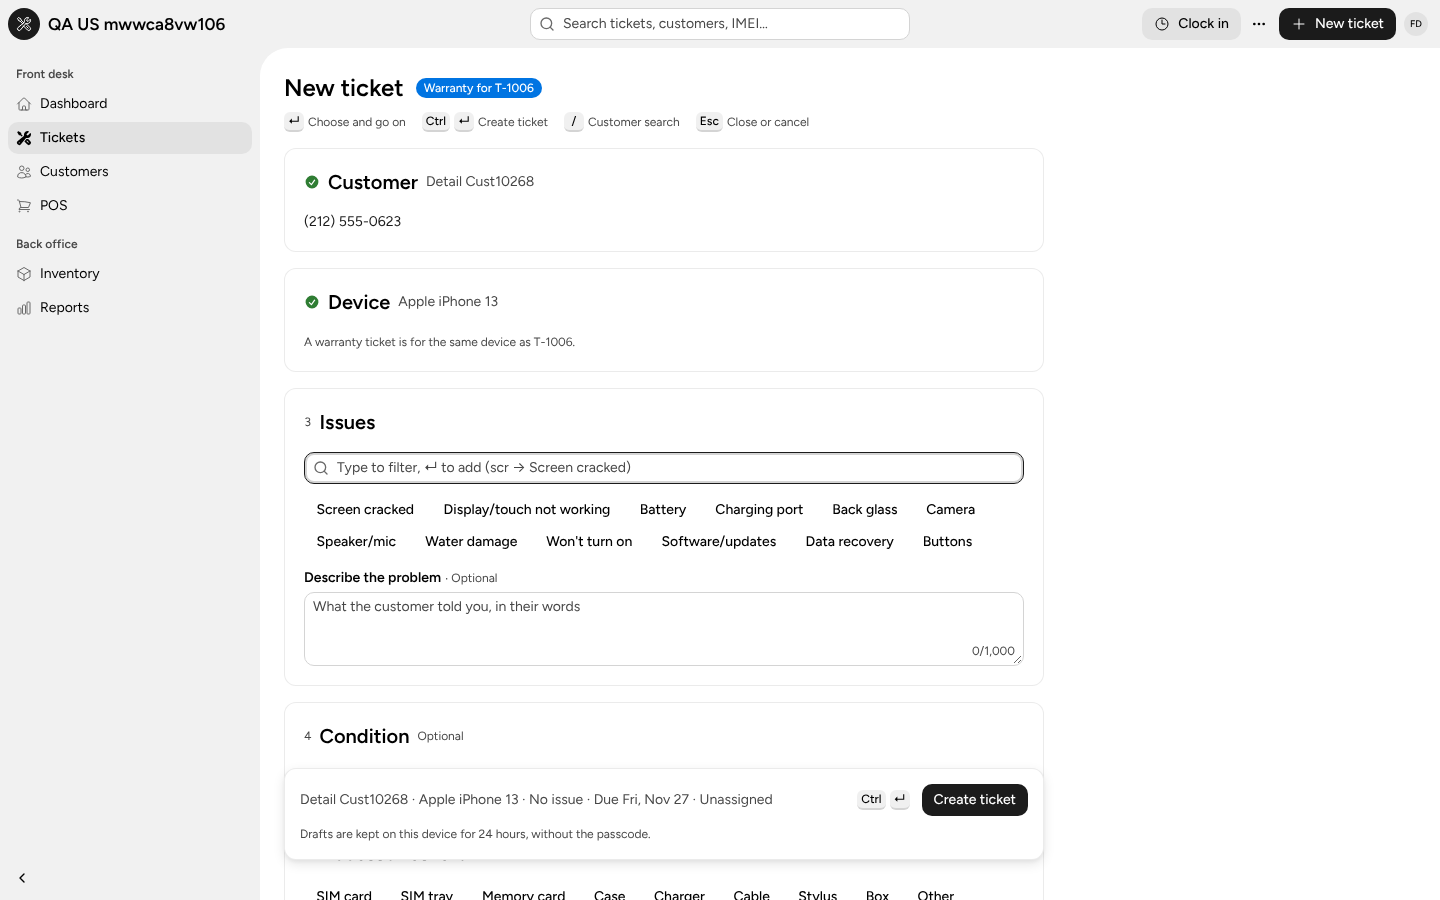 QA US mwwca8vw106
Search tickets, customers, IMEI...
Clock in
New ticket
FD
Front desk
Dashboard
Tickets
Customers
POS
Back office
Inventory
Reports
New ticket
Warranty for T-1006
↵ Choose and go on
Ctrl ↵ Create ticket
/ Customer search
Esc Close or cancel
Customer Detail Cust10268
(212) 555-0623
Device Apple iPhone 13
A warranty ticket is for the same device as T-1006.
3 Issues
Type to filter, ↵ to add (scr → Screen cracked)
Screen cracked Display/touch not working Battery Charging port Back glass Camera
Speaker/mic Water damage Won't turn on Software/updates Data recovery Buttons
Describe the problem · Optional
What the customer told you, in their words
0/1,000
4 Condition Optional
Detail Cust10268 · Apple iPhone 13 · No issue · Due Fri, Nov 27 · Unassigned
Ctrl ↵ Create ticket
Drafts are kept on this device for 24 hours, without the passcode.
SIM card SIM tray Memory card Case Charger Cable Stylus Box Other